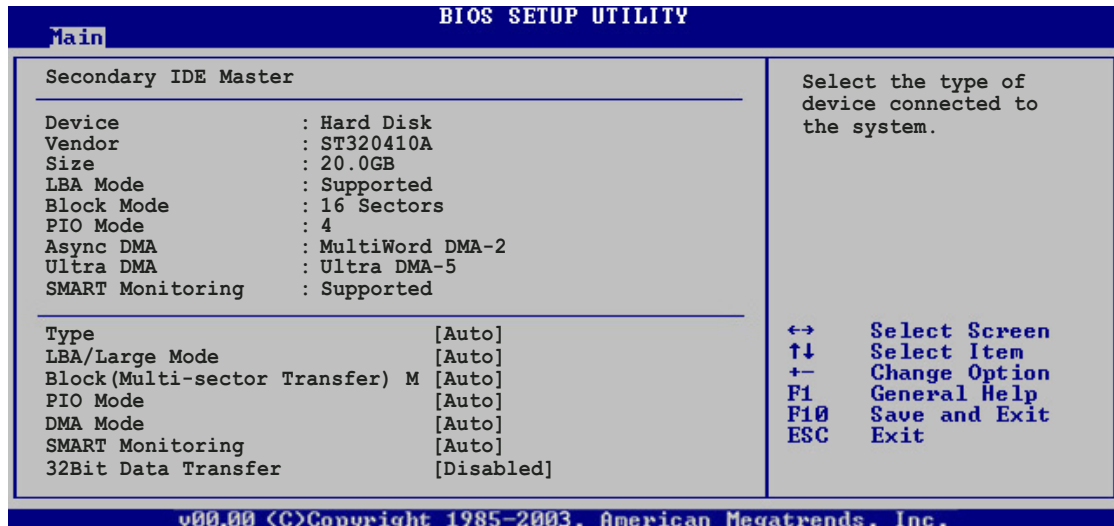 BIOS SETUP UTILITY
Main
Secondary IDE Master
Device : Hard Disk
Vendor : ST320410A
Size : 20.0GB
LBA Mode : Supported
Block Mode : 16 Sectors
PIO Mode : 4
Async DMA : MultiWord DMA-2
Ultra DMA : Ultra DMA-5
SMART Monitoring : Supported
Type [Auto]
LBA/Large Mode [Auto]
Block(Multi-sector Transfer) M [Auto]
PIO Mode [Auto]
DMA Mode [Auto]
SMART Monitoring [Auto]
32Bit Data Transfer [Disabled]
Select the type of
device connected to
the system.
←→ Select Screen
↑↓ Select Item
+- Change Option
F1 General Help
F10 Save and Exit
ESC Exit
v00.00 (C)Copyright 1985-2003, American Megatrends, Inc.